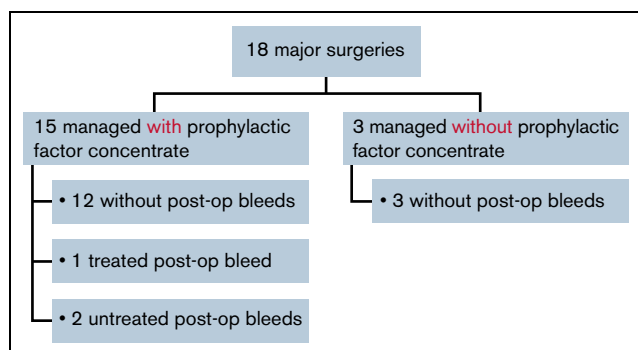 18 major surgeries
15 managed with prophylactic
factor concentrate
• 12 without post-op bleeds
• 1 treated post-op bleed
• 2 untreated post-op bleeds
3 managed without prophylactic
factor concentrate
• 3 without post-op bleeds